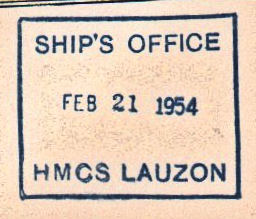 SHIP'S OFFICE
FEB 21 1954
HMCS LAUZON